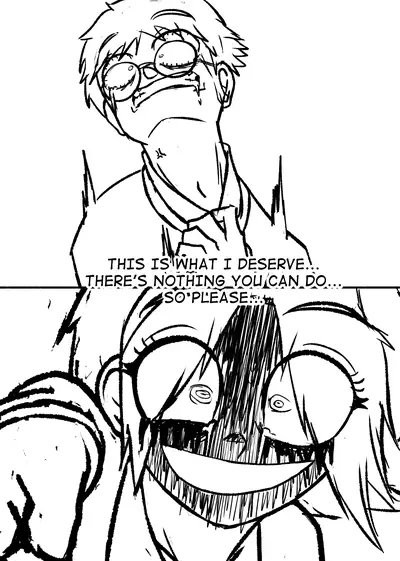 THIS IS WHAT I DESERVE...
THERE'S NOTHING YOU CAN DO...
SO PLEASE...